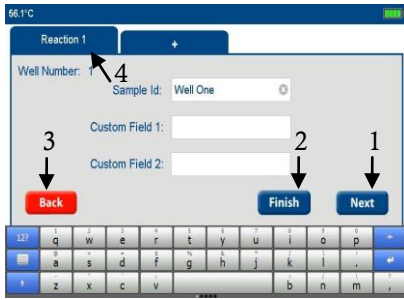 56.1°C
Reaction 1 +
Well Number: 1
4
Sample Id: Well One
Custom Field 1:
3 2 1
Custom Field 2:
Back Finish Next
12? q w e r t y u i o p
a s d f g h j k l .
z x c v b n m ,